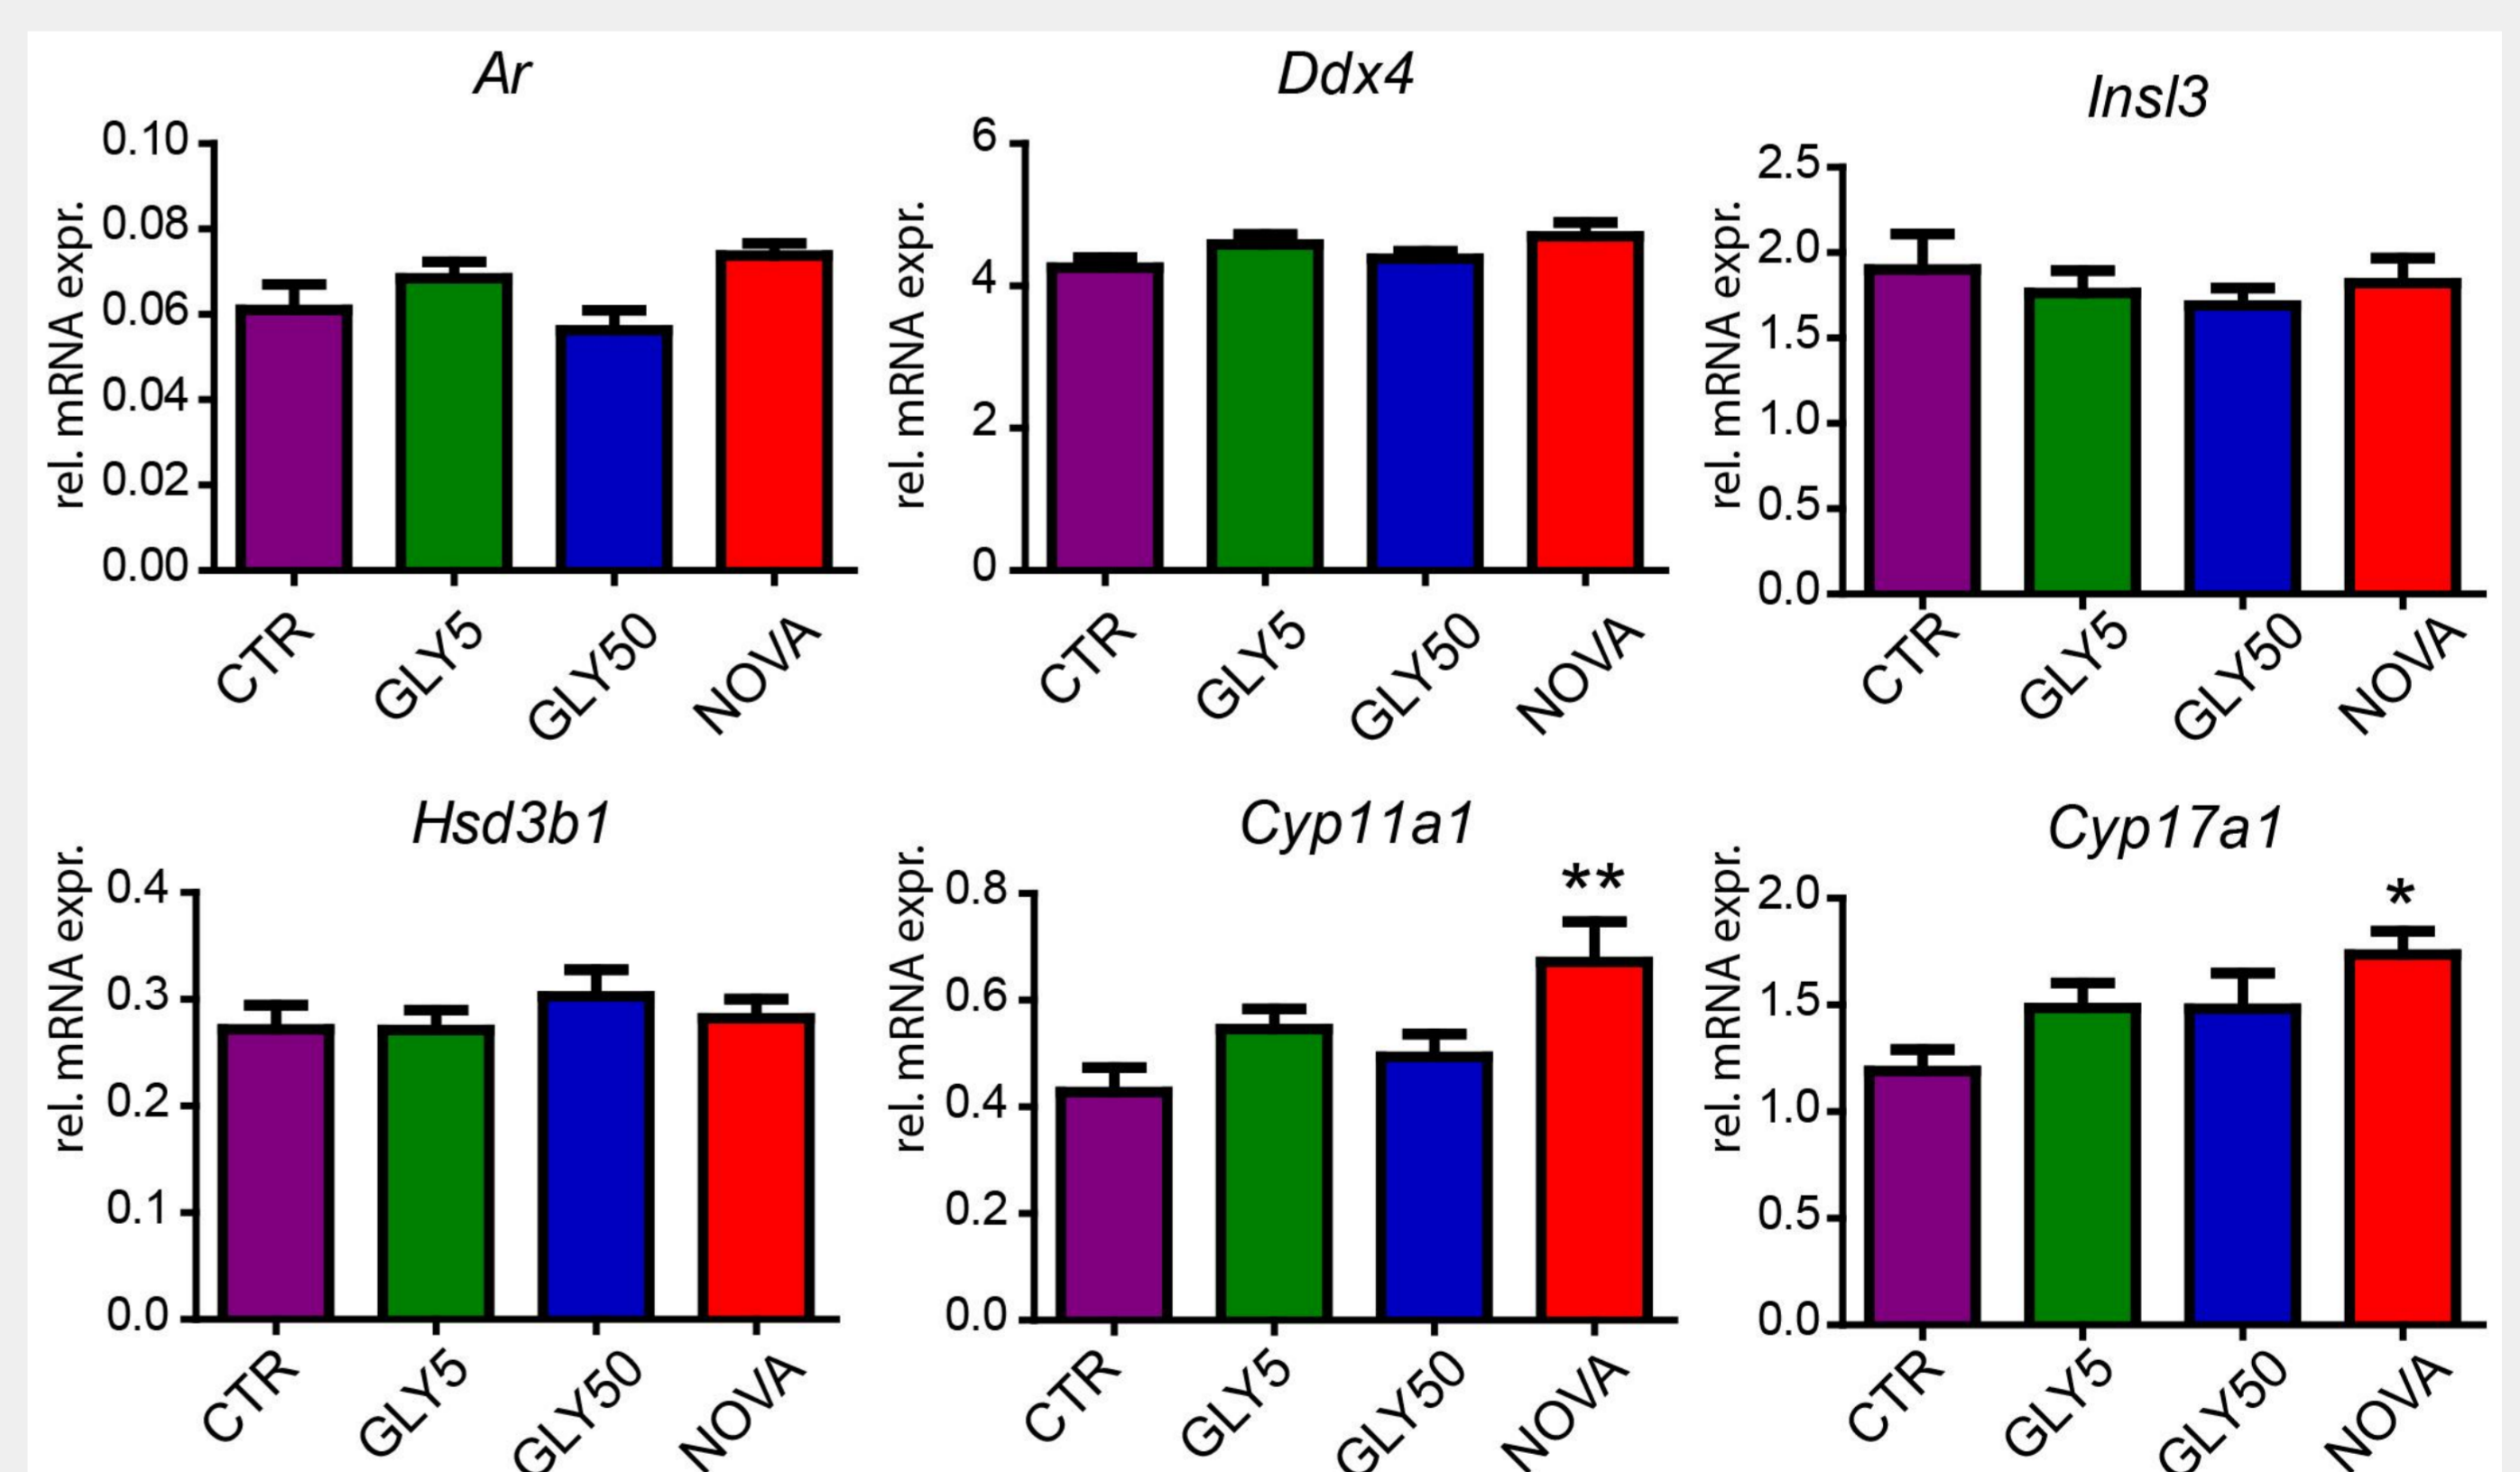 Ar
rel. mRNA expr.
0.10
0.08
0.06
0.04
0.02
0.00
CTR
GLY5
GLY50
NOVA
Ddx4
rel. mRNA expr.
6
4
2
0
CTR
GLY5
GLY50
NOVA
Insl3
rel. mRNA expr.
2.5
2.0
1.5
1.0
0.5
0.0
CTR
GLY5
GLY50
NOVA
Hsd3b1
rel. mRNA expr.
0.4
0.3
0.2
0.1
0.0
CTR
GLY5
GLY50
NOVA
Cyp11a1
rel. mRNA expr.
0.8
0.6
0.4
0.2
0.0
**
CTR
GLY5
GLY50
NOVA
Cyp17a1
rel. mRNA expr.
2.0
1.5
1.0
0.5
0.0
*
CTR
GLY5
GLY50
NOVA